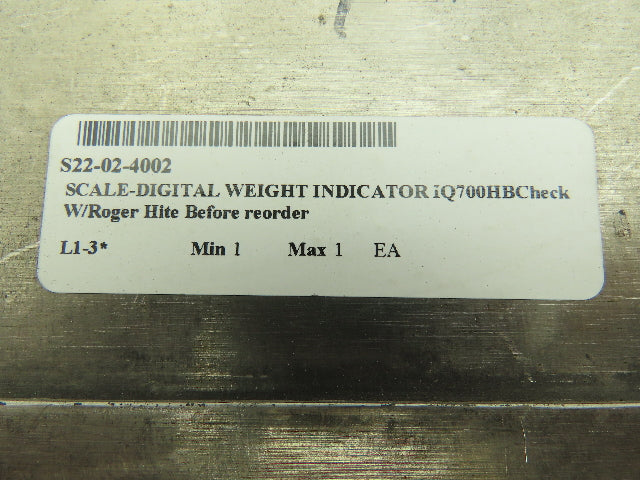 S22-02-4002
SCALE-DIGITAL WEIGHT INDICATOR iQ700HBCheck
W/Roger Hite Before reorder
L1-3* Min 1 Max 1 EA